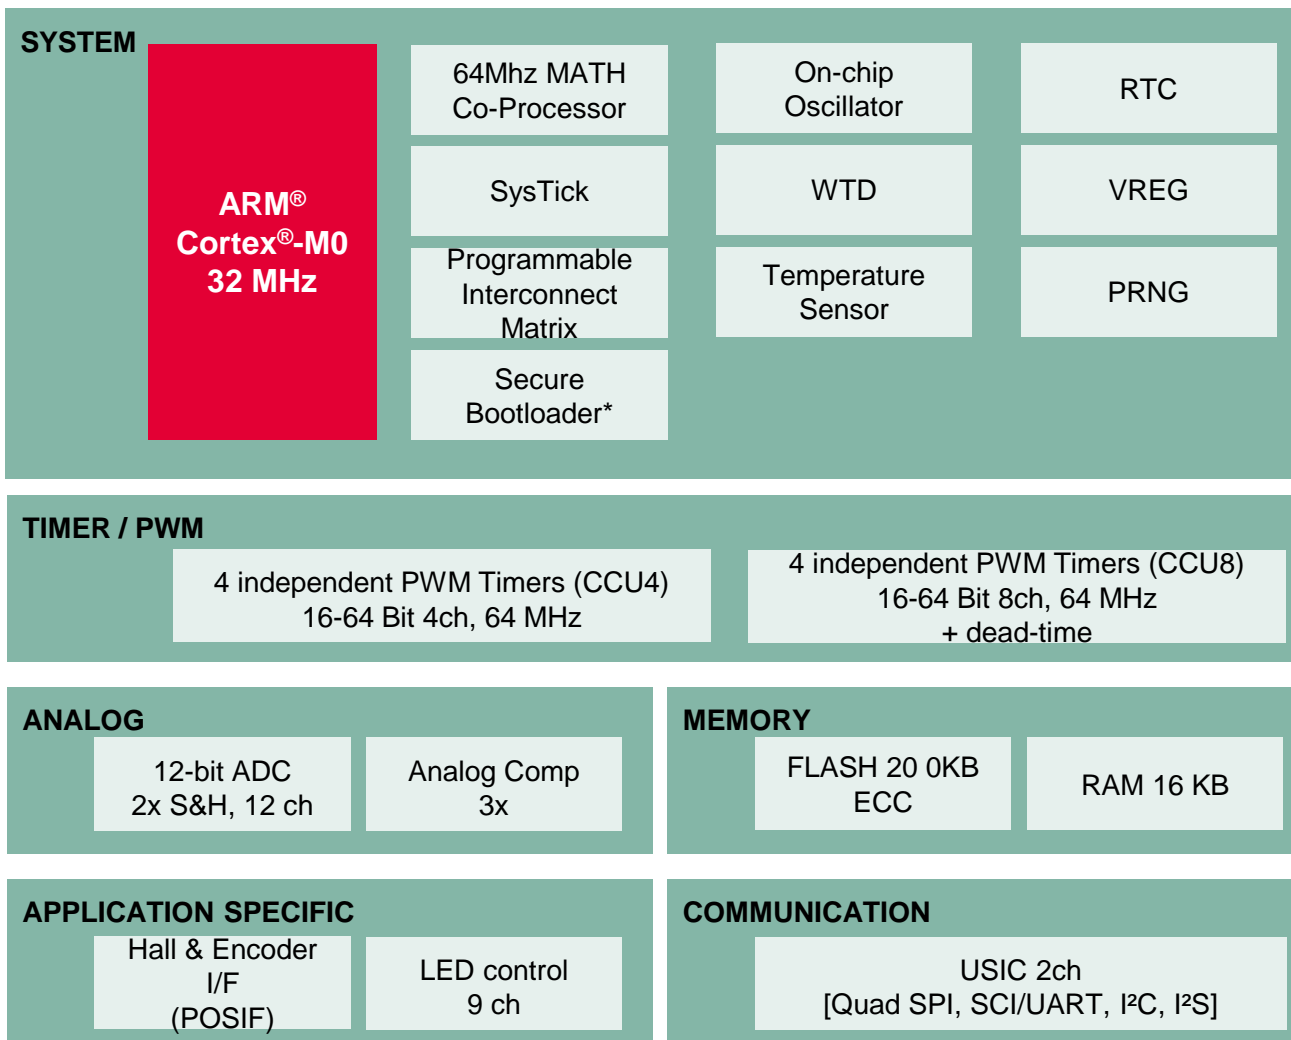 SYSTEM
ARM®
Cortex®-M0
32 MHz
64Mhz MATH
Co-Processor
On-chip
Oscillator
RTC
SysTick
WTD
VREG
Programmable
Interconnect
Matrix
Temperature
Sensor
PRNG
Secure
Bootloader*
TIMER / PWM
4 independent PWM Timers (CCU4)
16-64 Bit 4ch, 64 MHz
4 independent PWM Timers (CCU8)
16-64 Bit 8ch, 64 MHz
+ dead-time
ANALOG
12-bit ADC
2x S&H, 12 ch
Analog Comp
3x
MEMORY
FLASH 20 0KB
ECC
RAM 16 KB
APPLICATION SPECIFIC
Hall & Encoder
I/F
(POSIF)
LED control
9 ch
COMMUNICATION
USIC 2ch
[Quad SPI, SCI/UART, I²C, I²S]